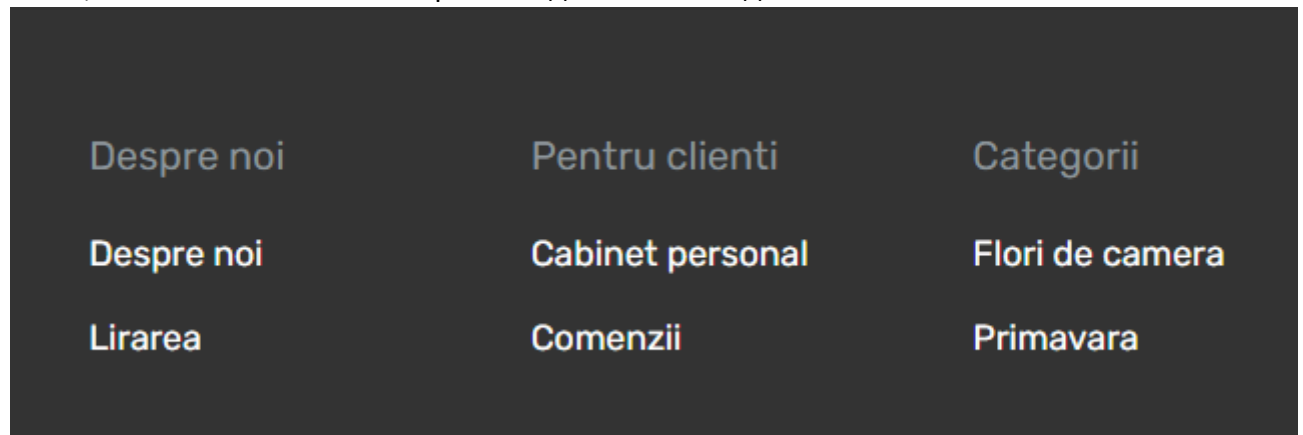 Despre noi
Pentru clienti
Categorii
Despre noi
Cabinet personal
Flori de camera
Lirarea
Comenzii
Primavara